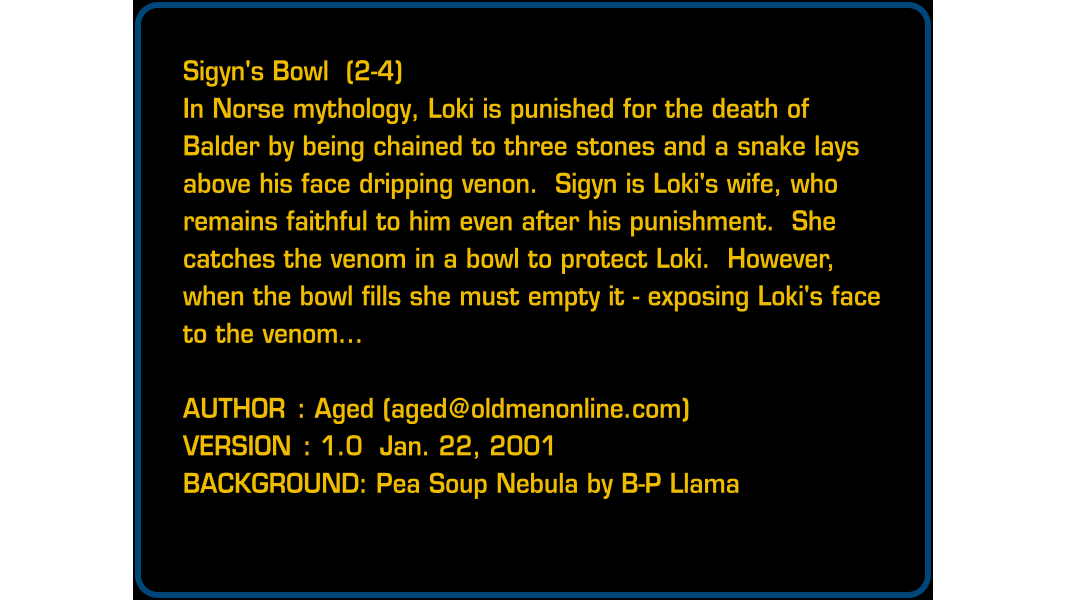 Sigyn's Bowl  (2-4)
In Norse mythology, Loki is punished for the death of
Balder by being chained to three stones and a snake lays
above his face dripping venon.  Sigyn is Loki's wife, who
remains faithful to him even after his punishment.  She
catches the venom in a bowl to protect Loki.  However,
when the bowl fills she must empty it - exposing Loki's face
to the venom...
AUTHOR  : Aged (aged@oldmenonline.com)
VERSION  : 1.0  Jan. 22, 2001
BACKGROUND: Pea Soup Nebula by B-P Llama